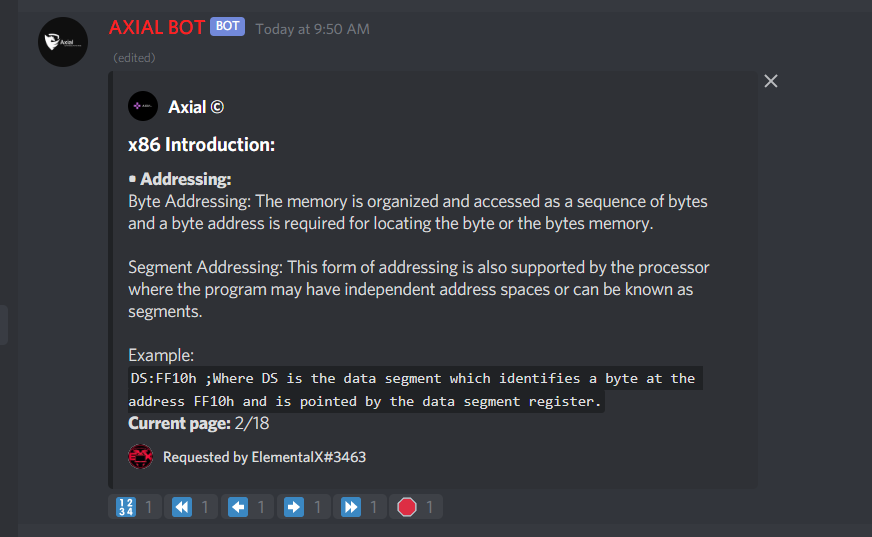 AXIAL BOT BOT Today at 9:50 AM
(edited)
Axial ©
x86 Introduction:
• Addressing:
Byte Addressing: The memory is organized and accessed as a sequence of bytes
and a byte address is required for locating the byte or the bytes memory.
Segment Addressing: This form of addressing is also supported by the processor
where the program may have independent address spaces or can be known as
segments.
Example:
DS:FF10h ;Where DS is the data segment which identifies a byte at the
address FF10h and is pointed by the data segment register.
Current page: 2/18
Requested by ElementalX#3463
1234 1 1 1 1 1 1